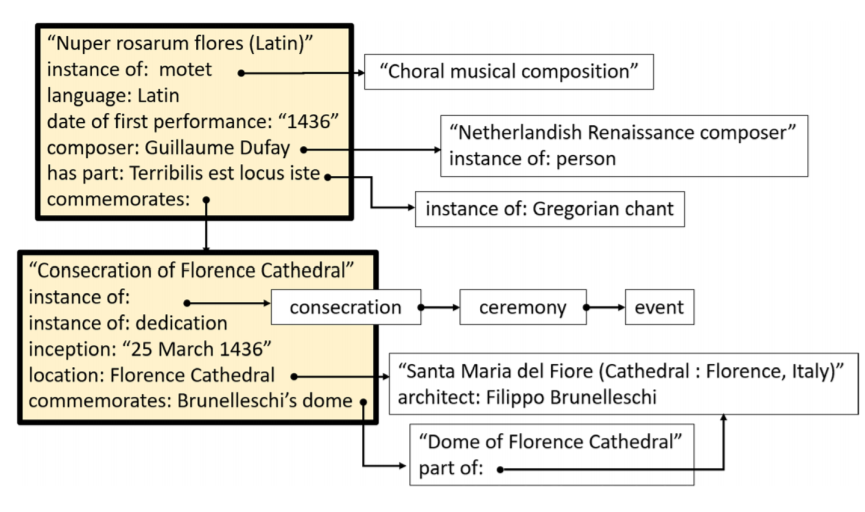 “Nuper rosarum flores (Latin)”
instance of:  motet
language: Latin
date of first performance: “1436”
composer: Guillaume Dufay
has part: Terribilis est locus iste
commemorates:
“Choral musical composition”
“Netherlandish Renaissance composer”
instance of: person
instance of: Gregorian chant
“Consecration of Florence Cathedral”
instance of:
instance of: dedication
inception: “25 March 1436”
location: Florence Cathedral
commemorates: Brunelleschi’s dome
consecration
ceremony
event
“Santa Maria del Fiore (Cathedral : Florence, Italy)”
architect: Filippo Brunelleschi
“Dome of Florence Cathedral”
part of: